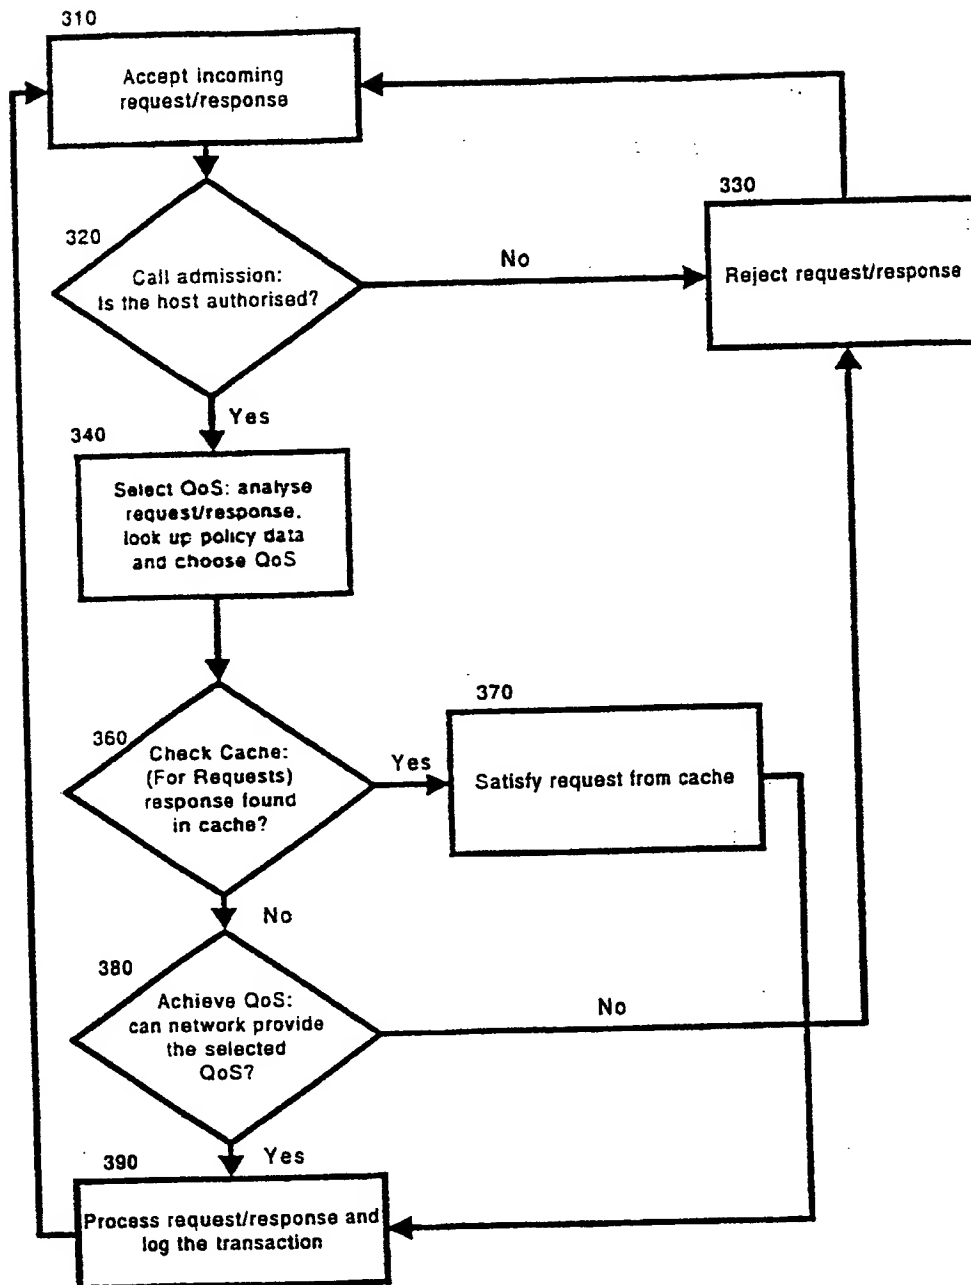 310
Accept incoming
request/response
320
Call admission:
Is the host authorised?
No
330
Reject request/response
Yes
340
Select QoS: analyse
request/response.
look up policy data
and choose QoS
360
Check Cache:
(For Requests)
response found
in cache?
Yes
370
Satisfy request from cache
No
380
Achieve QoS:
can network provide
the selected
QoS?
No
Yes
390
Process request/response and
log the transaction